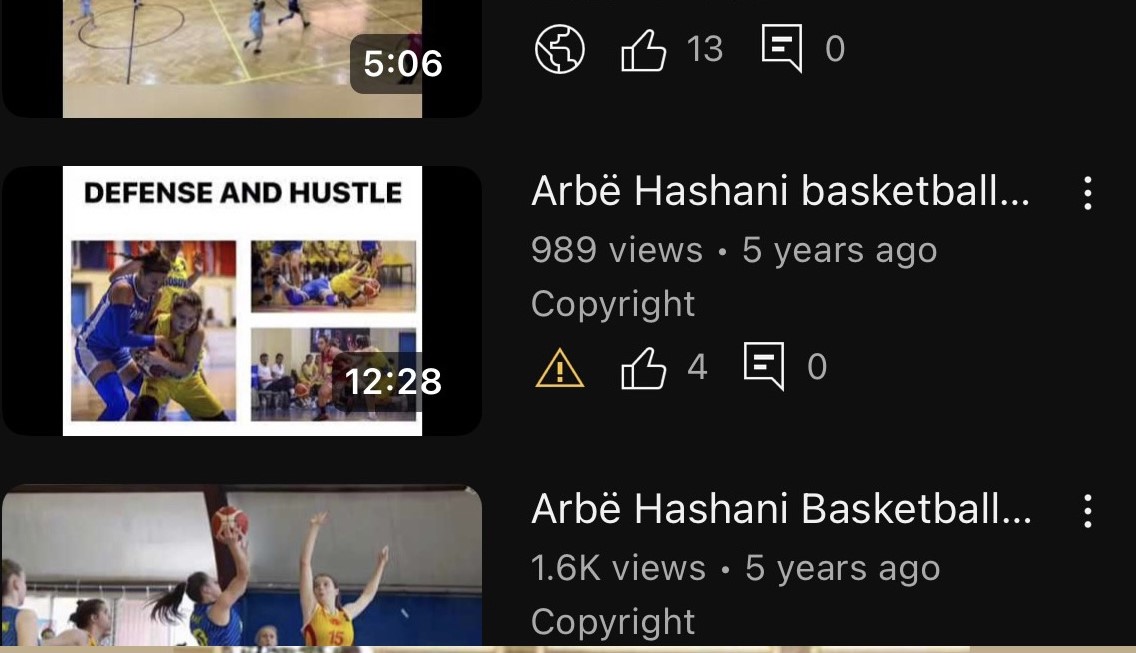 5:06
13
0
DEFENSE AND HUSTLE
12:28
Arbë Hashani basketball...
989 views • 5 years ago
Copyright
4
0
Arbë Hashani Basketball...
1.6K views • 5 years ago
Copyright
15